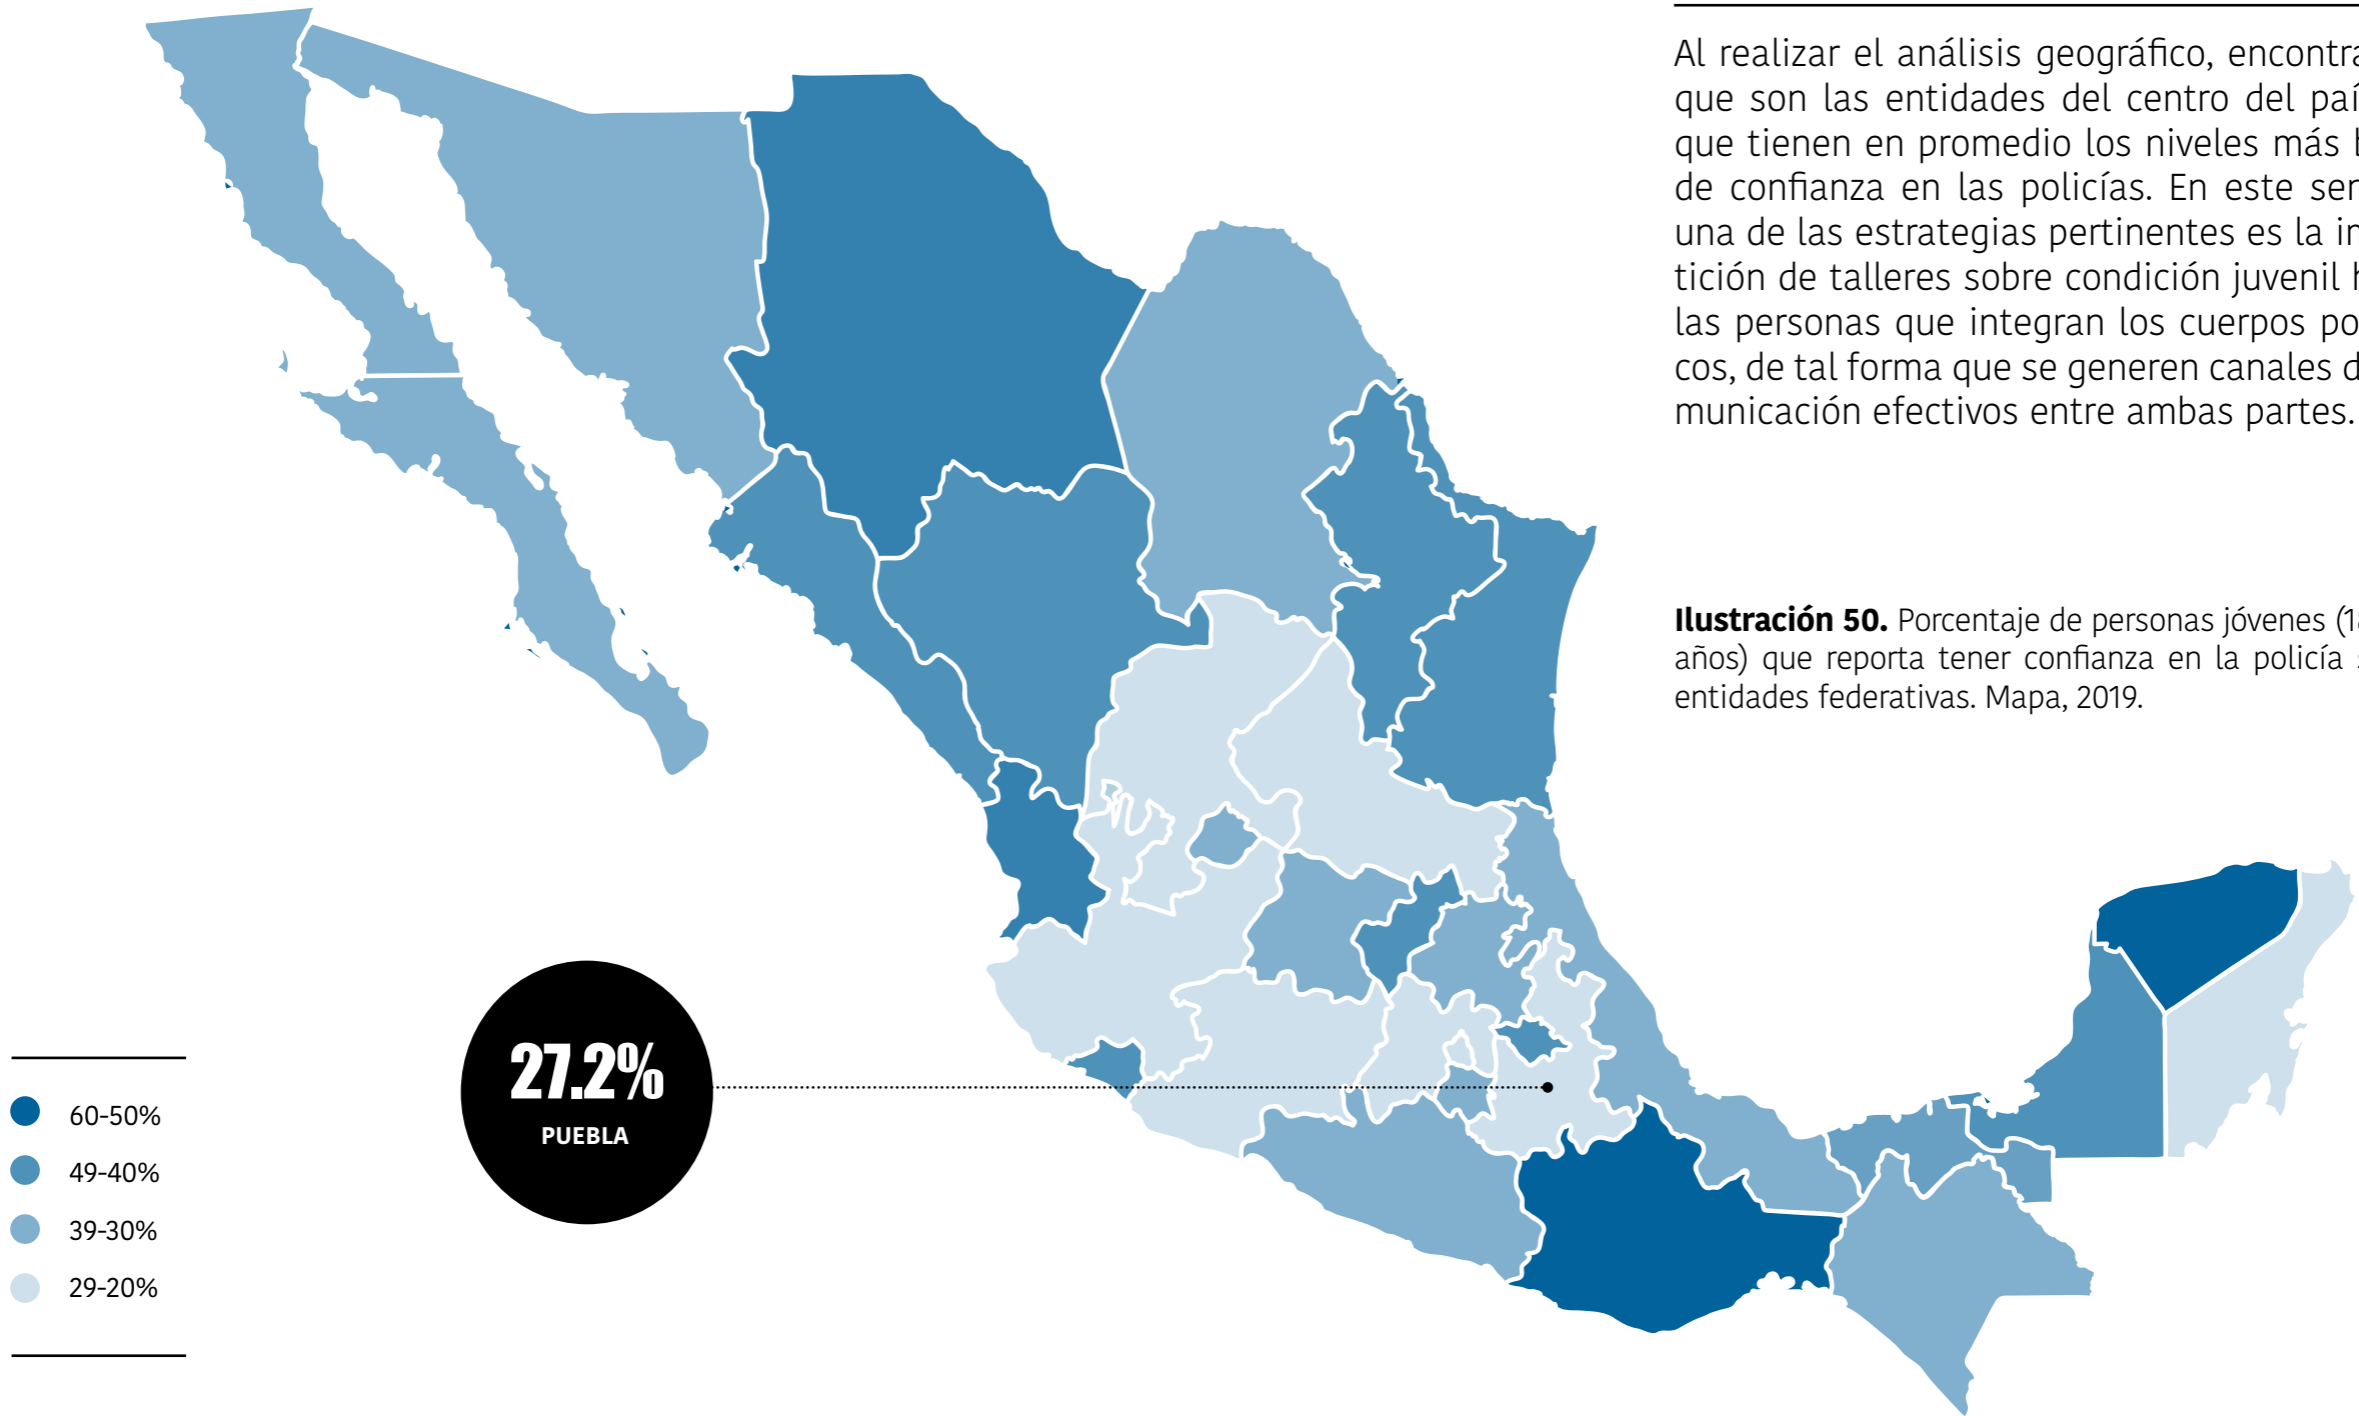 Al realizar el análisis geográfico, encontra
que son las entidades del centro del paí
que tienen en promedio los niveles más
de confianza en las policías. En este sen
una de las estrategias pertinentes es la
tición de talleres sobre condición juvenil
las personas que integran los cuerpos po
cos, de tal forma que se generen canales d
municación efectivos entre ambas partes.
Ilustración 50. Porcentaje de personas jóvenes
años) que reporta tener confianza en la policía
entidades federativas. Mapa, 2019.
27.2%
PUEBLA
60-50%
49-40%
39-30%
29-20%